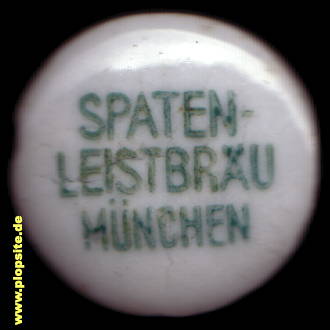 SPATEN-
LEISTBRÄU
MÜNCHEN
www.plopsite.de